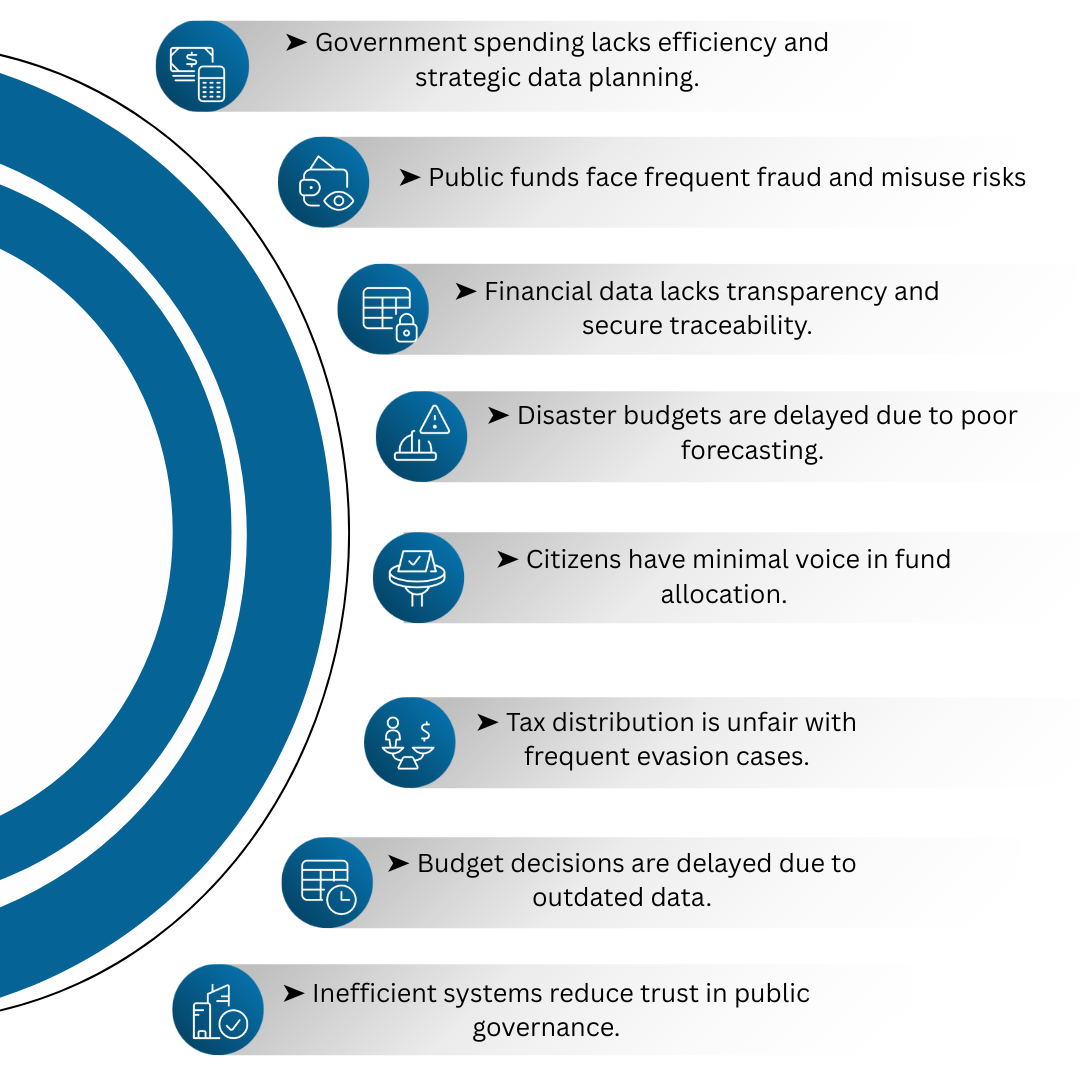 ➤ Government spending lacks efficiency and
strategic data planning.
➤ Public funds face frequent fraud and misuse risks
➤ Financial data lacks transparency and
secure traceability.
➤ Disaster budgets are delayed due to poor
forecasting.
➤ Citizens have minimal voice in fund
allocation.
➤ Tax distribution is unfair with
frequent evasion cases.
➤ Budget decisions are delayed due to
outdated data.
➤ Inefficient systems reduce trust in public
governance.